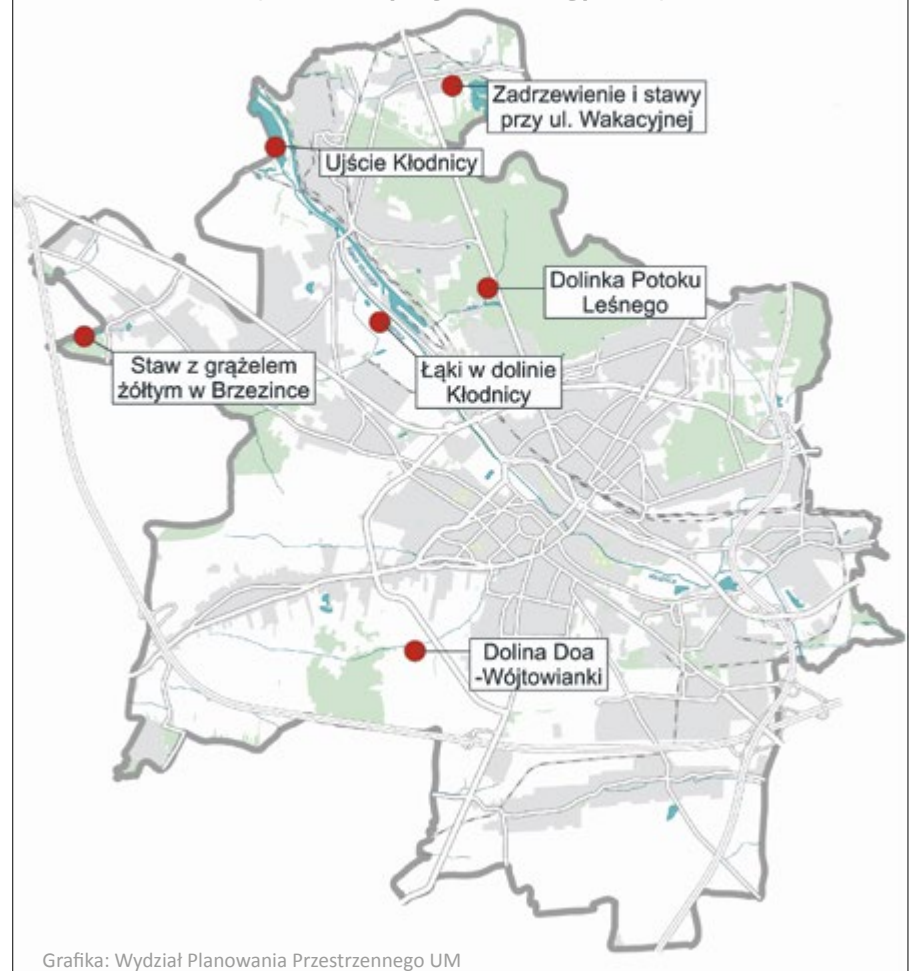 Zadrzewienie i stawy
przy ul. Wakacyjnej
Ujście Kłodnicy
Dolinka Potoku
Leśnego
Staw z grążelem
żółtym w Brzezince
Łąki w dolinie
Kłodnicy
Dolina Doa
-Wójtowianki
Grafika: Wydział Planowania Przestrzennego UM